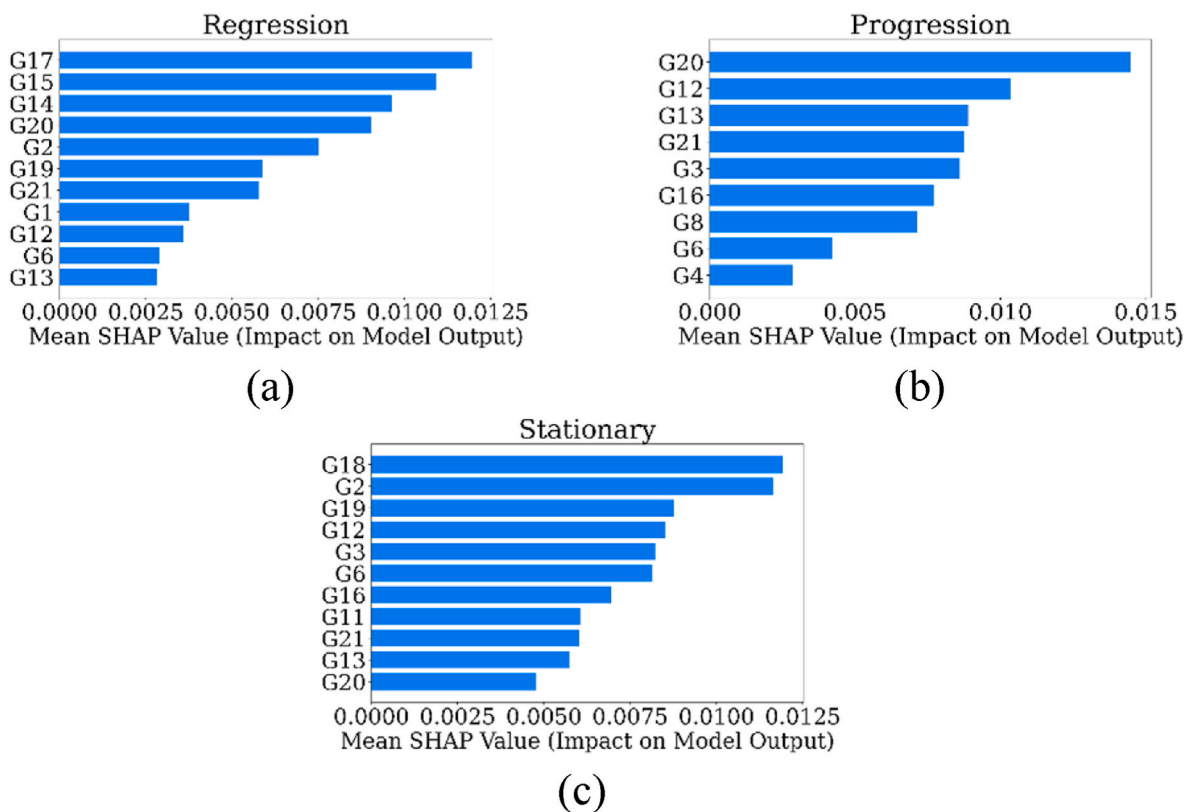 Regression
G17
G15
G14
G20
G2
G19
G21
G1
G12
G6
G13
0.0000 0.0025 0.0050 0.0075 0.0100 0.0125
Mean SHAP Value (Impact on Model Output)
(a)
Progression
G20
G12
G13
G21
G3
G16
G8
G6
G4
0.000 0.005 0.010 0.015
Mean SHAP Value (Impact on Model Output)
(b)
Stationary
G18
G2
G19
G12
G3
G6
G16
G11
G21
G13
G20
0.0000 0.0025 0.0050 0.0075 0.0100 0.0125
Mean SHAP Value (Impact on Model Output)
(c)